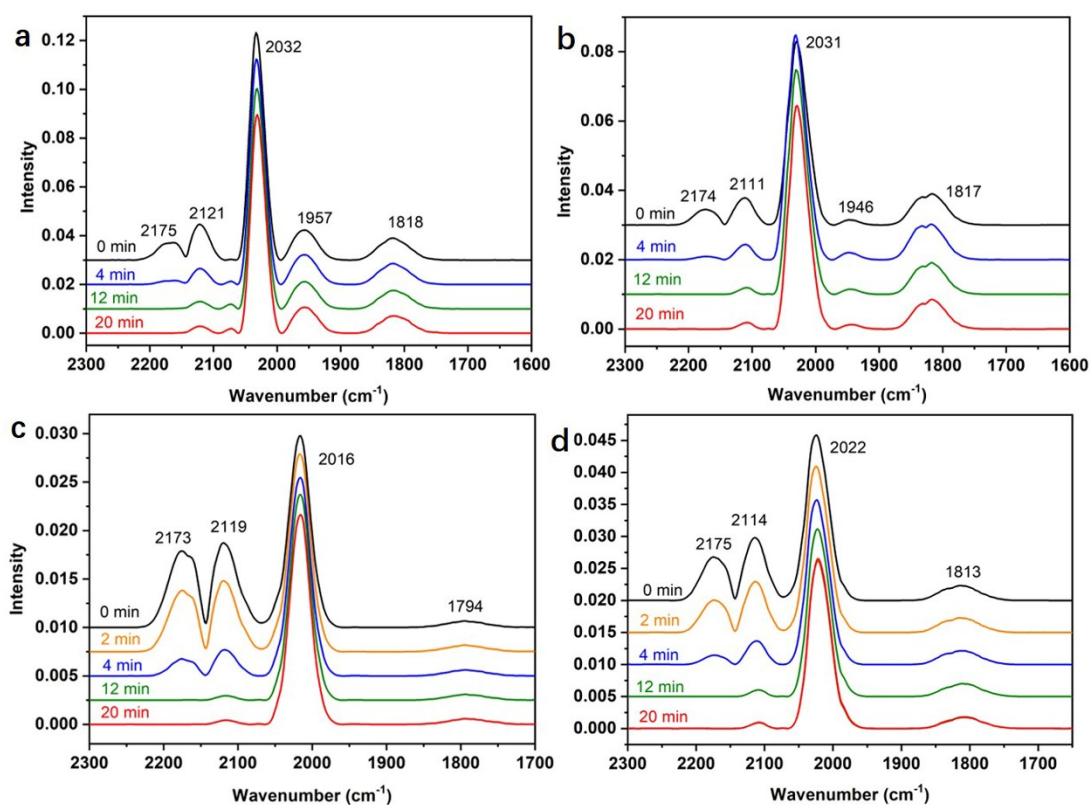 a
0.12
0.10
0.08
0.06
0.04
0.02
0.00
Intensity
2175
2121
2032
1957
1818
0 min
4 min
12 min
20 min
2300 2200 2100 2000 1900 1800 1700 1600
Wavenumber (cm-1)
b
0.08
0.06
0.04
0.02
0.00
Intensity
2174
2111
2031
1946
1817
0 min
4 min
12 min
20 min
2300 2200 2100 2000 1900 1800 1700 1600
Wavenumber (cm-1)
c
0.030
0.025
0.020
0.015
0.010
0.005
0.000
Intensity
2173
2119
2016
1794
0 min
2 min
4 min
12 min
20 min
2300 2200 2100 2000 1900 1800 1700
Wavenumber (cm-1)
d
0.045
0.040
0.035
0.030
0.025
0.020
0.015
0.010
0.005
0.000
Intensity
2175
2114
2022
1813
0 min
2 min
4 min
12 min
20 min
2300 2200 2100 2000 1900 1800 1700
Wavenumber (cm-1)